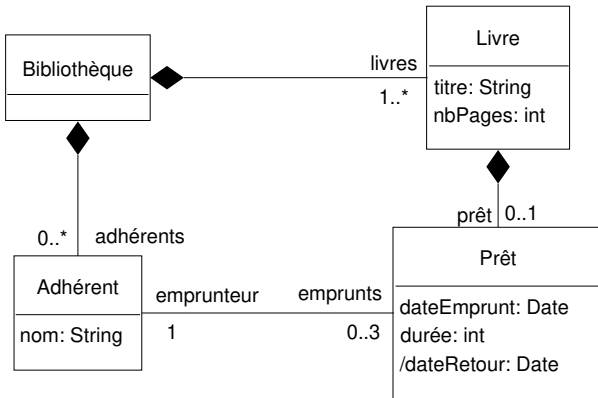 Bibliothèque
livres
1..*
Livre
titre: String
nbPages: int
prêt 0..1
0..* adhérents
Adhérent
nom: String
emprunteur
1
emprunts
0..3
Prêt
dateEmprunt: Date
durée: int
/dateRetour: Date